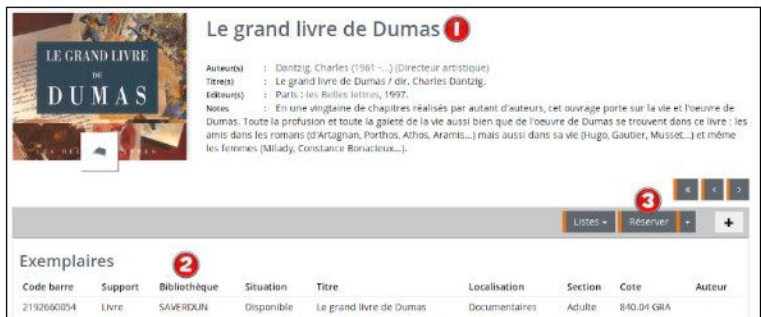 Le grand livre de Dumas 1
LE GRAND LIVRE
DE
DUMAS
Auteur(s) : Dantzig, Charles (1961 -...) (Directeur artistique)
Titre(s) : Le grand livre de Dumas / dir. Charles Dantzig.
Editeur(s) : Paris : les Belles lettres, 1997.
Notes : En une vingtaine de chapitres réalisés par autant d'auteurs, cet ouvrage porte sur la vie et l'oeuvre de
Dumas. Toute la profusion et toute la gaieté de la vie aussi bien que de l'oeuvre de Dumas se trouvent dans ce livre : les
amis dans les romans (d'Artagnan, Porthos, Athos, Aramis...) mais aussi dans sa vie (Hugo, Gautier, Musset...) et même
les femmes (Milady, Constance Bonacieux...).
« ‹ ›
3
Listes Réserver +
Exemplaires
2
Code barre Support Bibliothèque Situation Titre Localisation Section Cote Auteur
2192660054 Livre SAVERDUN Disponible Le grand livre de Dumas Documentaires Adulte 840.04 GRA